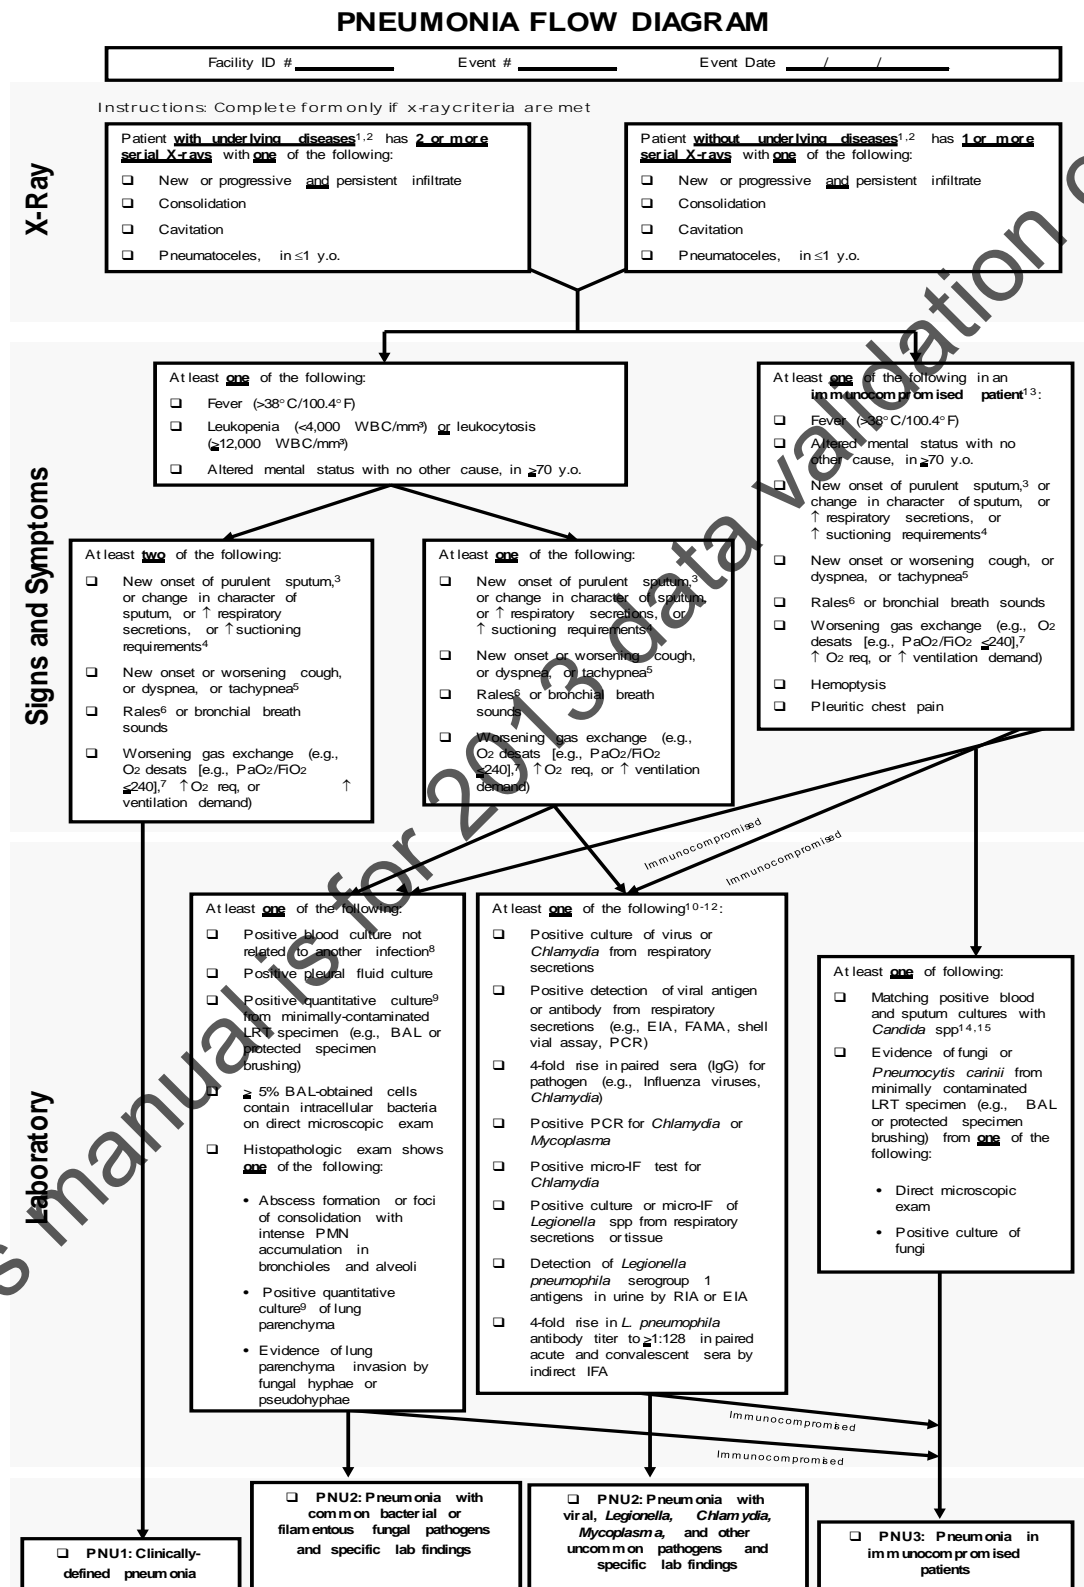 PNEUMONIA FLOW DIAGRAM
Facility ID # Event # Event Date / /
Instructions: Complete form only if x-ray criteria are met
X-Ray
Patient with underlying diseases1,2 has 2 or more
serial X-rays with one of the following:
❑ New or progressive and persistent infiltrate
❑ Consolidation
❑ Cavitation
❑ Pneumatoceles, in ≤1 y.o.
Patient without underlying diseases1,2 has 1 or more
serial X-rays with one of the following:
❑ New or progressive and persistent infiltrate
❑ Consolidation
❑ Cavitation
❑ Pneumatoceles, in ≤1 y.o.
Signs and Symptoms
At least one of the following:
❑ Fever (>38°C/100.4°F)
❑ Leukopenia (<4,000 WBC/mm³) or leukocytosis
(≥12,000 WBC/mm³)
❑ Altered mental status with no other cause, in ≥70 y.o.
At least one of the following in an
immunocompromised patient13:
❑ Fever (>38°C/100.4°F)
❑ Altered mental status with no
other cause, in ≥70 y.o.
❑ New onset of purulent sputum,3 or
change in character of sputum, or
↑ respiratory secretions, or
↑ suctioning requirements4
❑ New onset or worsening cough, or
dyspnea, or tachypnea5
❑ Rales6 or bronchial breath sounds
❑ Worsening gas exchange (e.g., O2
desats [e.g., PaO2/FiO2 ≤240],7
↑ O2 req, or ↑ ventilation demand)
❑ Hemoptysis
❑ Pleuritic chest pain
At least two of the following:
❑ New onset of purulent sputum,3
or change in character of
sputum, or ↑ respiratory
secretions, or ↑ suctioning
requirements4
❑ New onset or worsening cough,
or dyspnea, or tachypnea5
❑ Rales6 or bronchial breath
sounds
❑ Worsening gas exchange (e.g.,
O2 desats [e.g., PaO2/FiO2
≤240],7 ↑ O2 req, or ↑
ventilation demand)
At least one of the following:
❑ New onset of purulent sputum,3
or change in character of sputum,
or ↑ respiratory secretions, or
↑ suctioning requirements4
❑ New onset or worsening cough,
or dyspnea, or tachypnea5
❑ Rales6 or bronchial breath
sounds
❑ Worsening gas exchange (e.g.,
O2 desats [e.g., PaO2/FiO2
≤240],7 ↑ O2 req, or ↑ ventilation
demand)
Immunocompromised
Immunocompromised
Laboratory
At least one of the following:
❑ Positive blood culture not
related to another infection8
❑ Positive pleural fluid culture
❑ Positive quantitative culture9
from minimally-contaminated
LRT specimen (e.g., BAL or
protected specimen
brushing)
❑ ≥ 5% BAL-obtained cells
contain intracellular bacteria
on direct microscopic exam
❑ Histopathologic exam shows
one of the following:
• Abscess formation or foci
of consolidation with
intense PMN
accumulation in
bronchioles and alveoli
• Positive quantitative
culture9 of lung
parenchyma
• Evidence of lung
parenchyma invasion by
fungal hyphae or
pseudohyphae
At least one of the following10-12:
❑ Positive culture of virus or
Chlamydia from respiratory
secretions
❑ Positive detection of viral antigen
or antibody from respiratory
secretions (e.g., EIA, FAMA, shell
vial assay, PCR)
❑ 4-fold rise in paired sera (IgG) for
pathogen (e.g., Influenza viruses,
Chlamydia)
❑ Positive PCR for Chlamydia or
Mycoplasma
❑ Positive micro-IF test for
Chlamydia
❑ Positive culture or micro-IF of
Legionella spp from respiratory
secretions or tissue
❑ Detection of Legionella
pneumophila serogroup 1
antigens in urine by RIA or EIA
❑ 4-fold rise in L. pneumophila
antibody titer to ≥1:128 in paired
acute and convalescent sera by
indirect IFA
At least one of following:
❑ Matching positive blood
and sputum cultures with
Candida spp14,15
❑ Evidence of fungi or
Pneumocytis carinii from
minimally contaminated
LRT specimen (e.g., BAL
or protected specimen
brushing) from one of the
following:
• Direct microscopic
exam
• Positive culture of
fungi
Immunocompromised
Immunocompromised
❑ PNU1: Clinically-
defined pneumonia
❑ PNU2: Pneumonia with
common bacterial or
filamentous fungal pathogens
and specific lab findings
❑ PNU2: Pneumonia with
viral, Legionella, Chlamydia,
Mycoplasma, and other
uncommon pathogens and
specific lab findings
❑ PNU3: Pneumonia in
immunocompromised
patients
s manual is for 2013 data validation